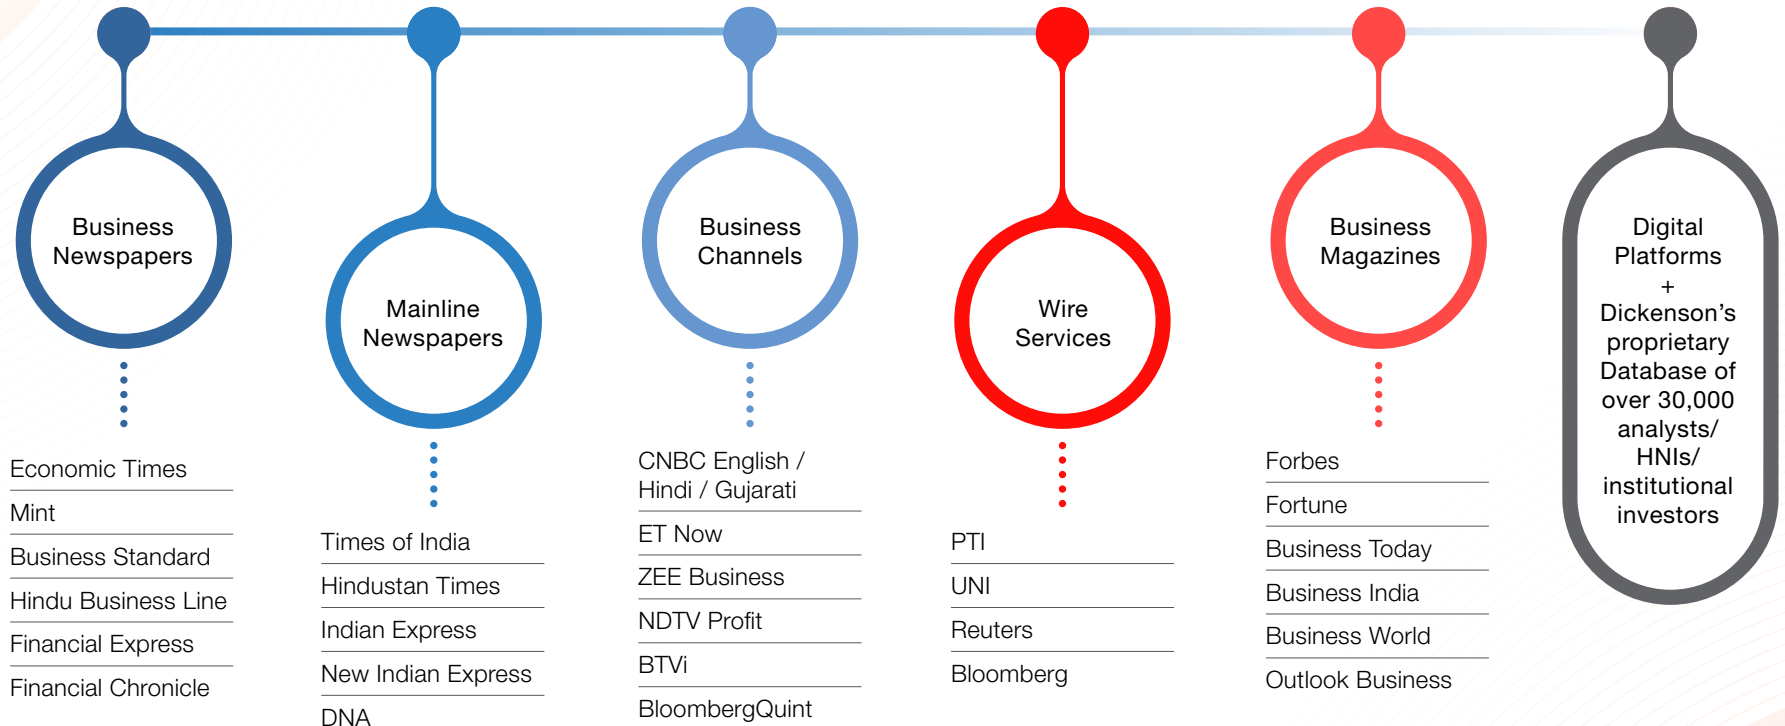 Business
Newspapers
Economic Times
Mint
Business Standard
Hindu Business Line
Financial Express
Financial Chronicle
Mainline
Newspapers
Times of India
Hindustan Times
Indian Express
New Indian Express
DNA
Business
Channels
CNBC English /
Hindi / Gujarati
ET Now
ZEE Business
NDTV Profit
BTVi
BloombergQuint
Wire
Services
PTI
UNI
Reuters
Bloomberg
Business
Magazines
Forbes
Fortune
Business Today
Business India
Business World
Outlook Business
Digital
Platforms
+
Dickenson’s
proprietary
Database of
over 30,000
analysts/
HNIs/
institutional
investors